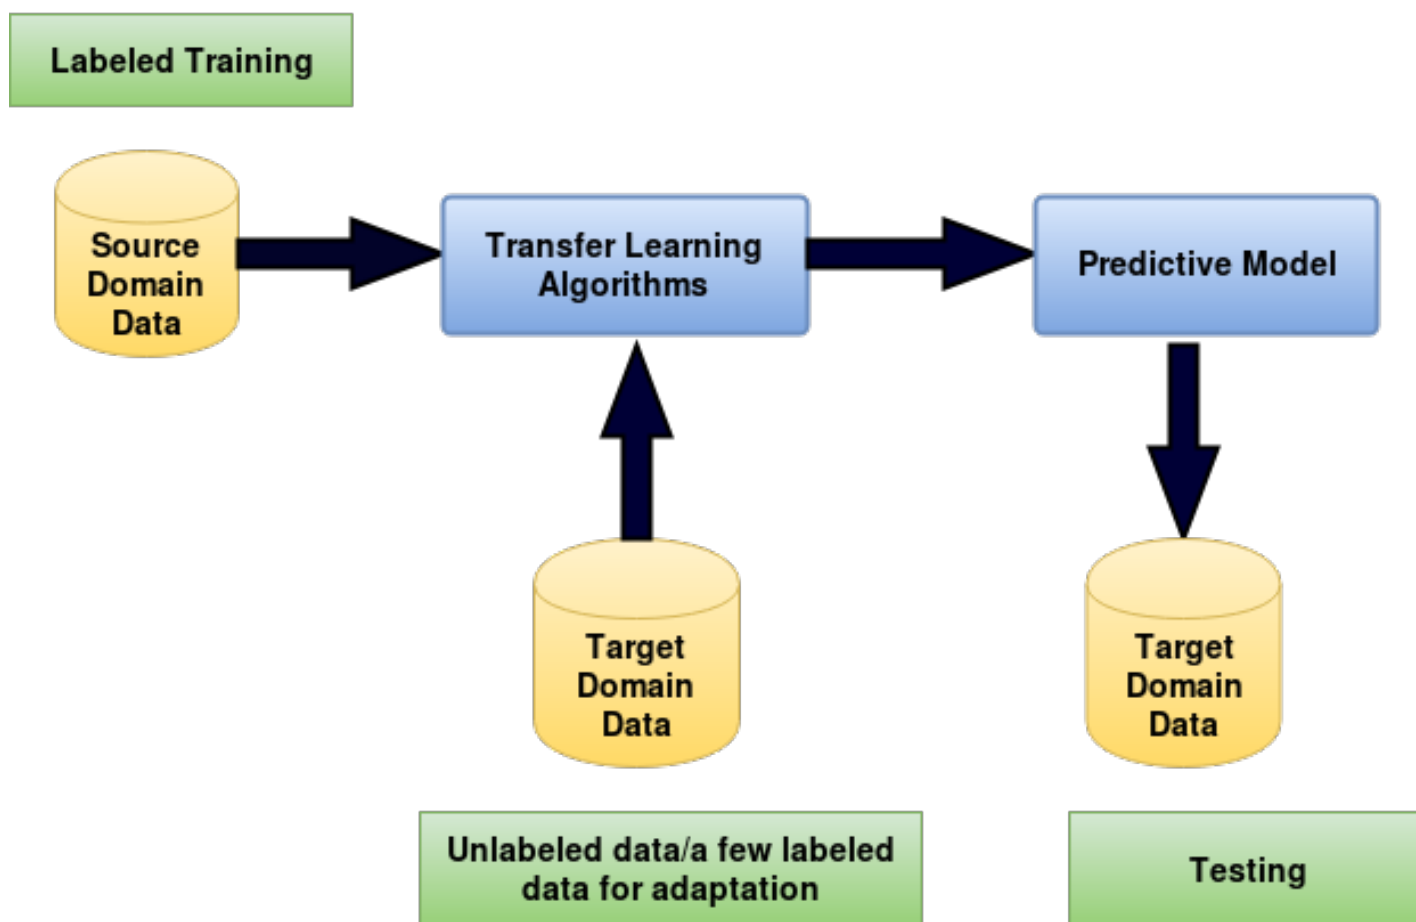 Labeled Training
Source
Domain
Data
Transfer Learning
Algorithms
Predictive Model
Target
Domain
Data
Target
Domain
Data
Unlabeled data/a few labeled
data for adaptation
Testing